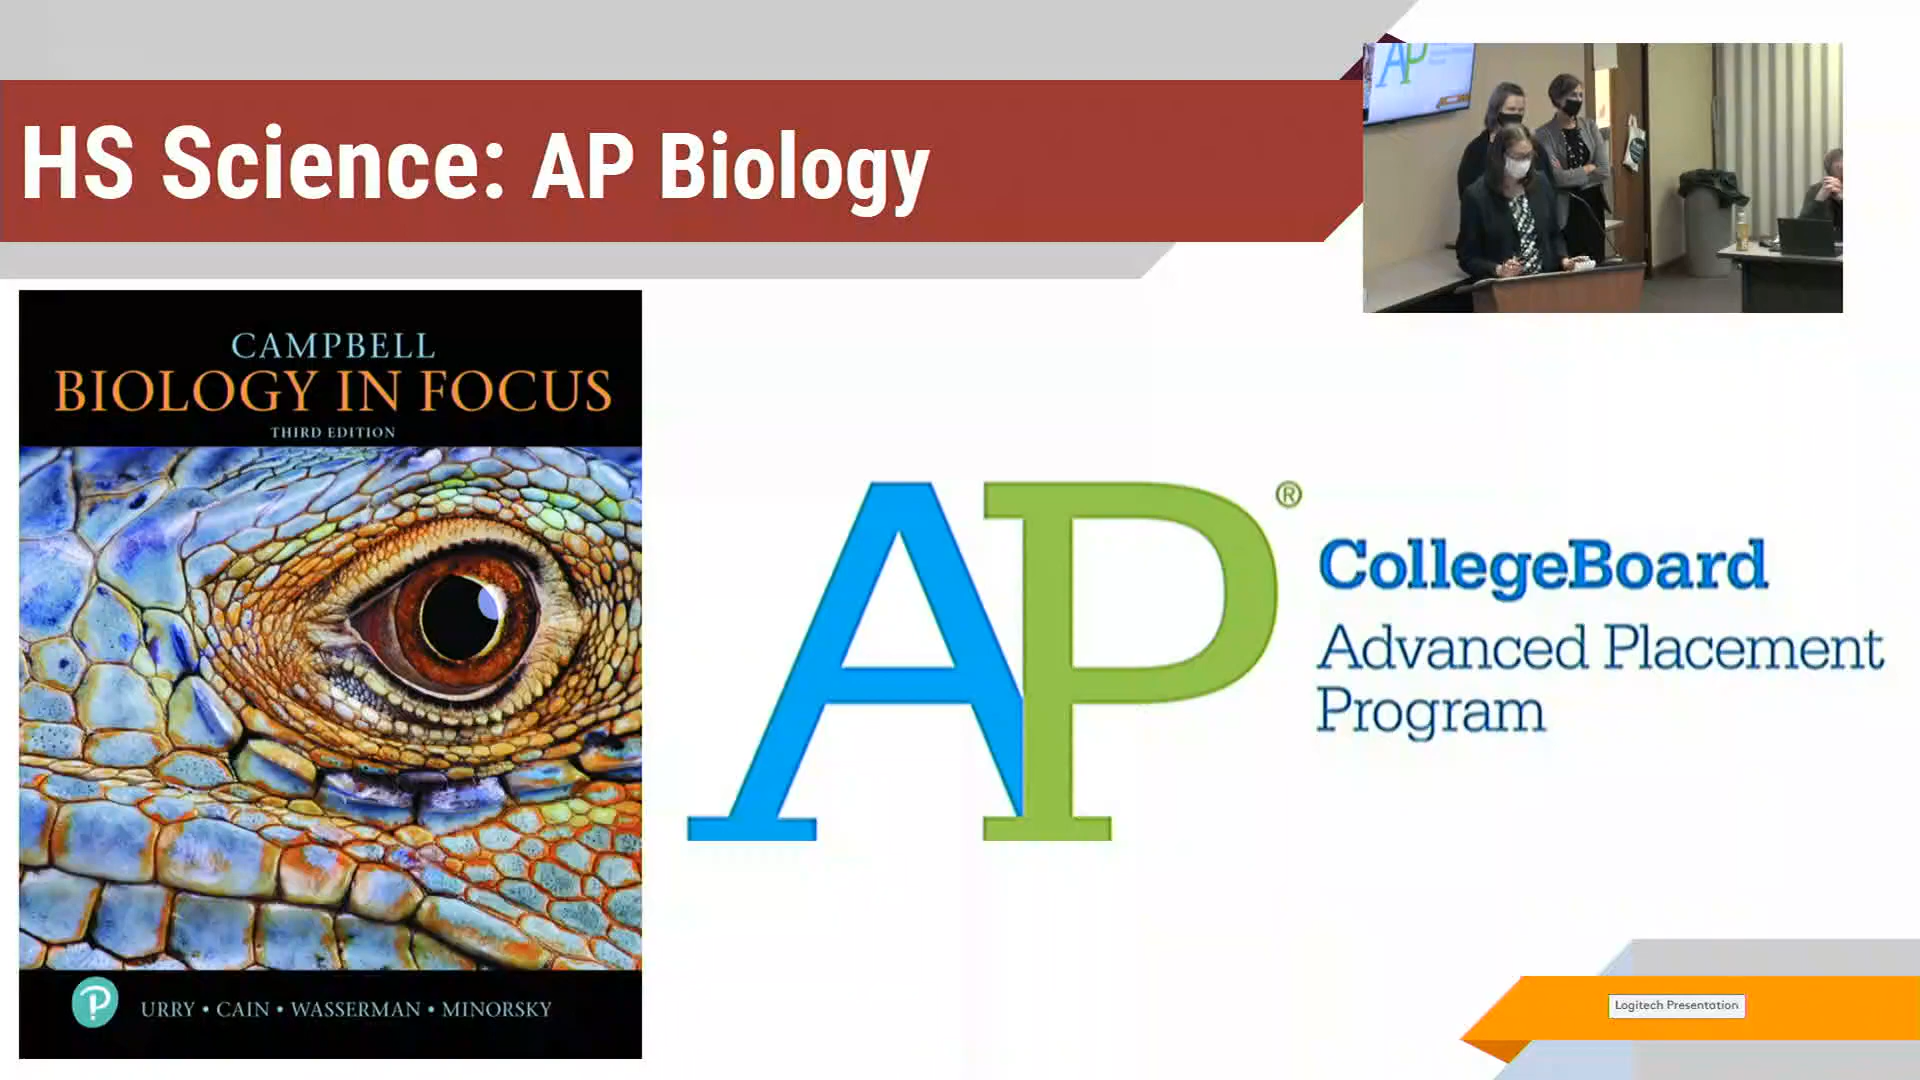 HS Science: AP Biology
CAMPBELL
BIOLOGY IN FOCUS
THIRD EDITION
URRY • CAIN • WASSERMAN • MINORSKY
AP®
CollegeBoard
Advanced Placement
Program
AP
Logitech Presentation